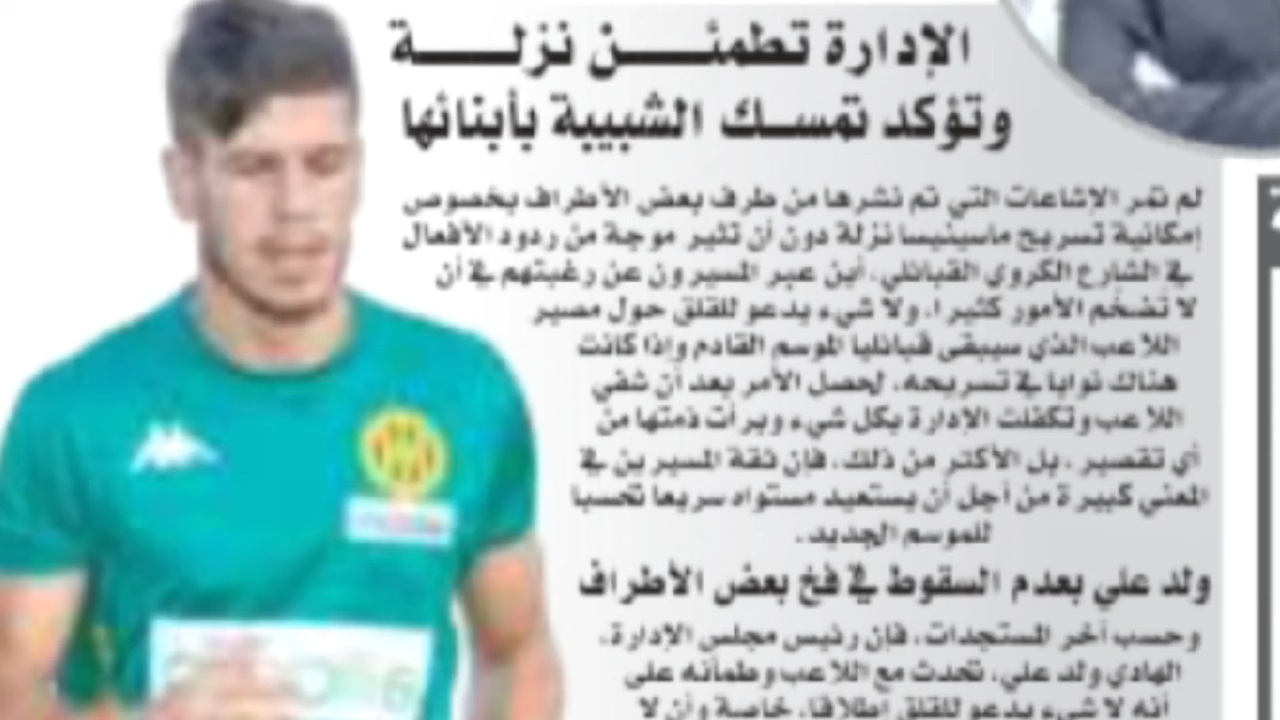 الإدارة تطمئـــن نزلـــة
وتؤكد تمسـك الشبيبة بأبنائها
لم تمر الإشاعات التي تم نشرها من طرف بعض الأطراف بخصوص
إمكانية تسريح ماسينيسا نزلة دون أن تثير موجة من ردود الأفعال
في الشارع الكروي القبائلي، أين عبر المسيرون عن رغبتهم في أن
لا تضخم الأمور كثيرا، ولا شيء يدعو للقلق حول مصير
اللاعب الذي سيبقى قبائليا الموسم القادم وإذا كانت
هناك نوايا في تسريحه، لحصل الأمر بعد أن شفي
اللاعب وتكفلت الإدارة بكل شيء وبرأت ذمتها من
أي تقصير، بل الأكثر من ذلك، فإن ثقة المسيرين في
المعني كبيرة من أجل أن يستعيد مستواه سريعا تحسبا
للموسم الجديد.
ولد علي بعدم السقوط في فخ بعض الأطراف
وحسب آخر المستجدات، فإن رئيس مجلس الإدارة،
الهادي ولد علي، تحدث مع اللاعب وطمأنه على
أنه لا شيء يدعو للقلق إطلاقا، خاصة وأن لا